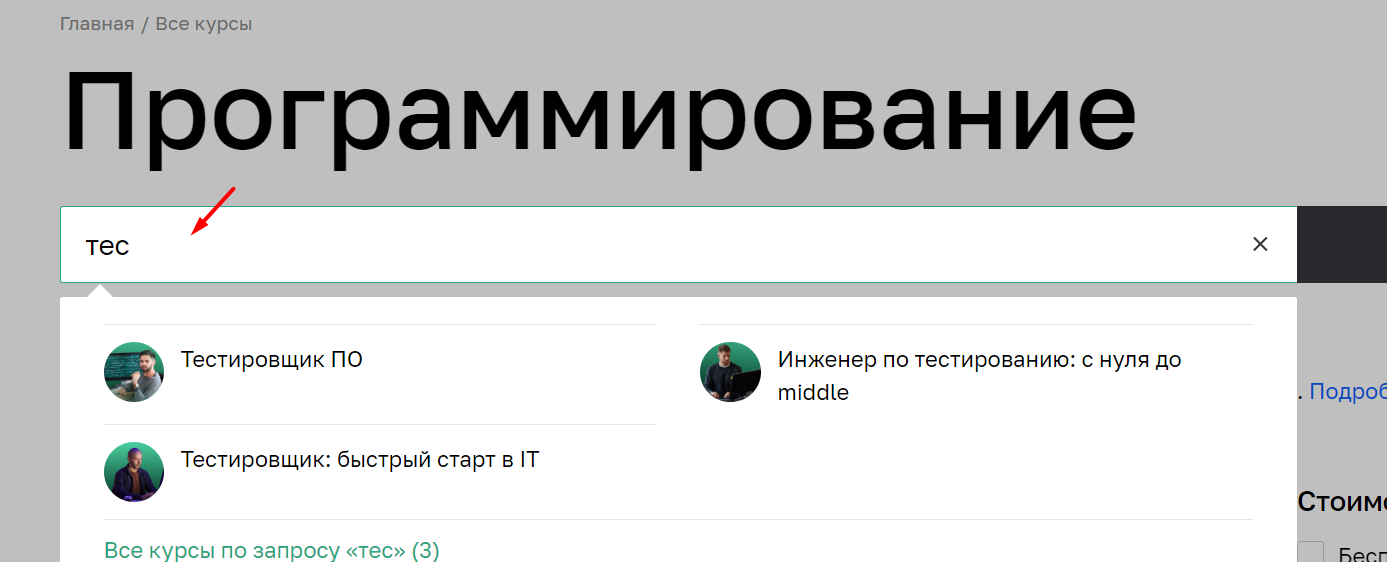 Главная / Все курсы
Программирование
тес
Тестировщик ПО
Инженер по тестированию: с нуля до
middle
. Подроб
Тестировщик: быстрый старт в IT
Стоимо
Все курсы по запросу «тес» (3)
Бесп